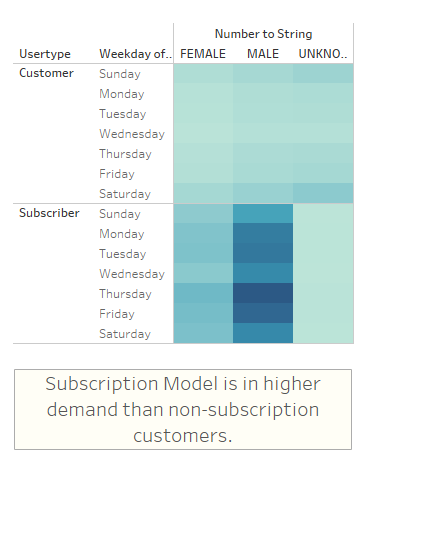 Number to String
Usertype Weekday of.. FEMALE MALE UNKNO..
Customer Sunday
Monday
Tuesday
Wednesday
Thursday
Friday
Saturday
Subscriber Sunday
Monday
Tuesday
Wednesday
Thursday
Friday
Saturday
Subscription Model is in higher
demand than non-subscription
customers.